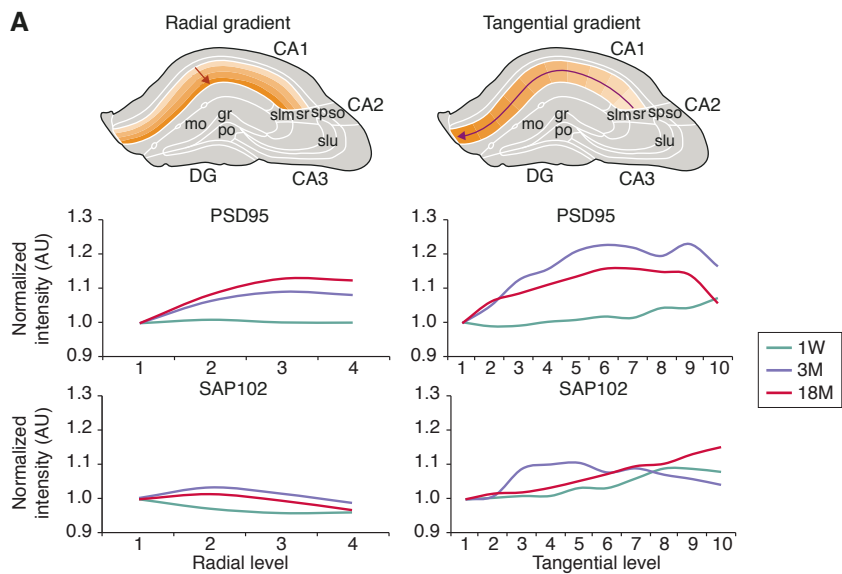 A
Radial gradient
CA1
CA2
slm sr sp so
mo
gr
po
slu
DG
CA3
Tangential gradient
CA1
CA2
slm sr sp so
mo
gr
po
slu
DG
CA3
PSD95
Normalized
intensity (AU)
1.3
1.2
1.1
1.0
0.9
1 2 3 4
PSD95
1.3
1.2
1.1
1.0
0.9
1 2 3 4 5 6 7 8 9 10
1W
3M
18M
SAP102
Normalized
intensity (AU)
1.3
1.2
1.1
1.0
0.9
1 2 3 4
Radial level
SAP102
1.3
1.2
1.1
1.0
0.9
1 2 3 4 5 6 7 8 9 10
Tangential level